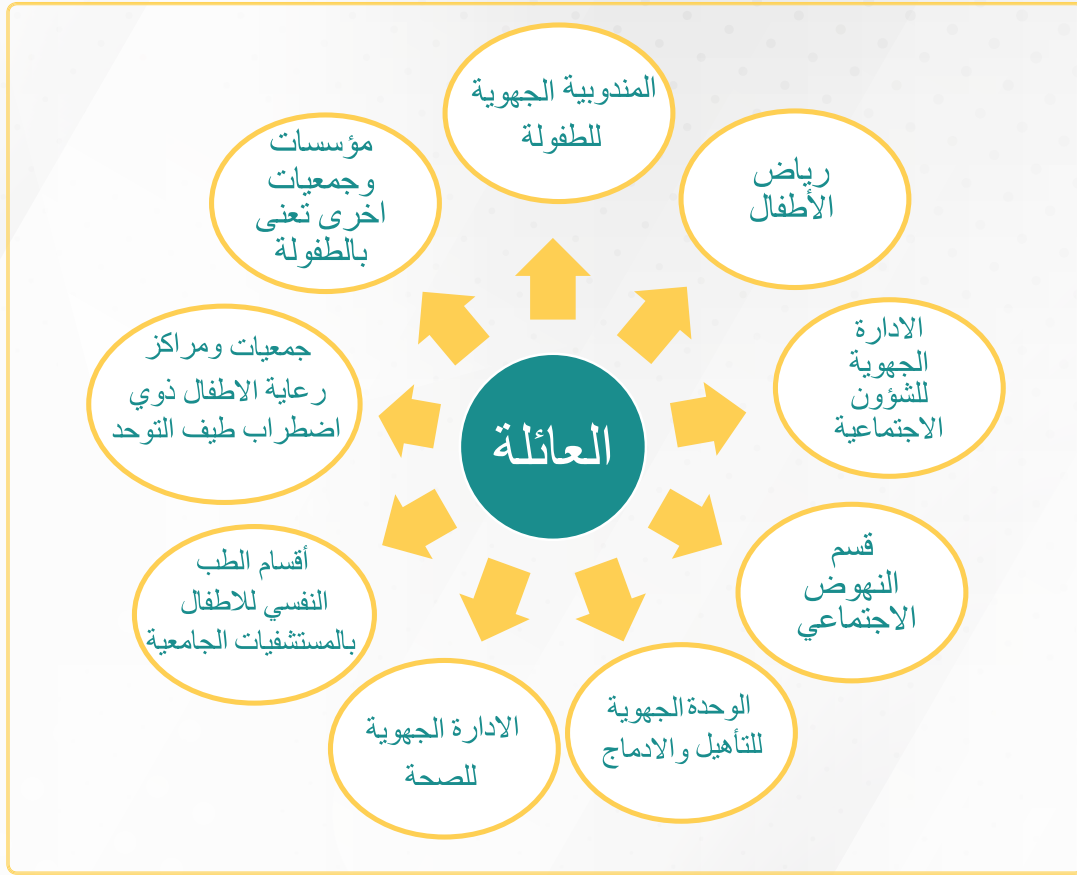 المندوبية الجهوية
للطفولة
رياض
الأطفال
الادارة
الجهوية
للشؤون
الاجتماعية
قسم
النهوض
الاجتماعي
الوحدة الجهوية
للتأهيل والادماج
الادارة الجهوية
للصحة
أقسام الطب
النفسي للاطفال
بالمستشفيات الجامعية
جمعيات ومراكز
رعاية الاطفال ذوي
اضطراب طيف التوحد
مؤسسات
وجمعيات
اخرى تعنى
بالطفولة
العائلة